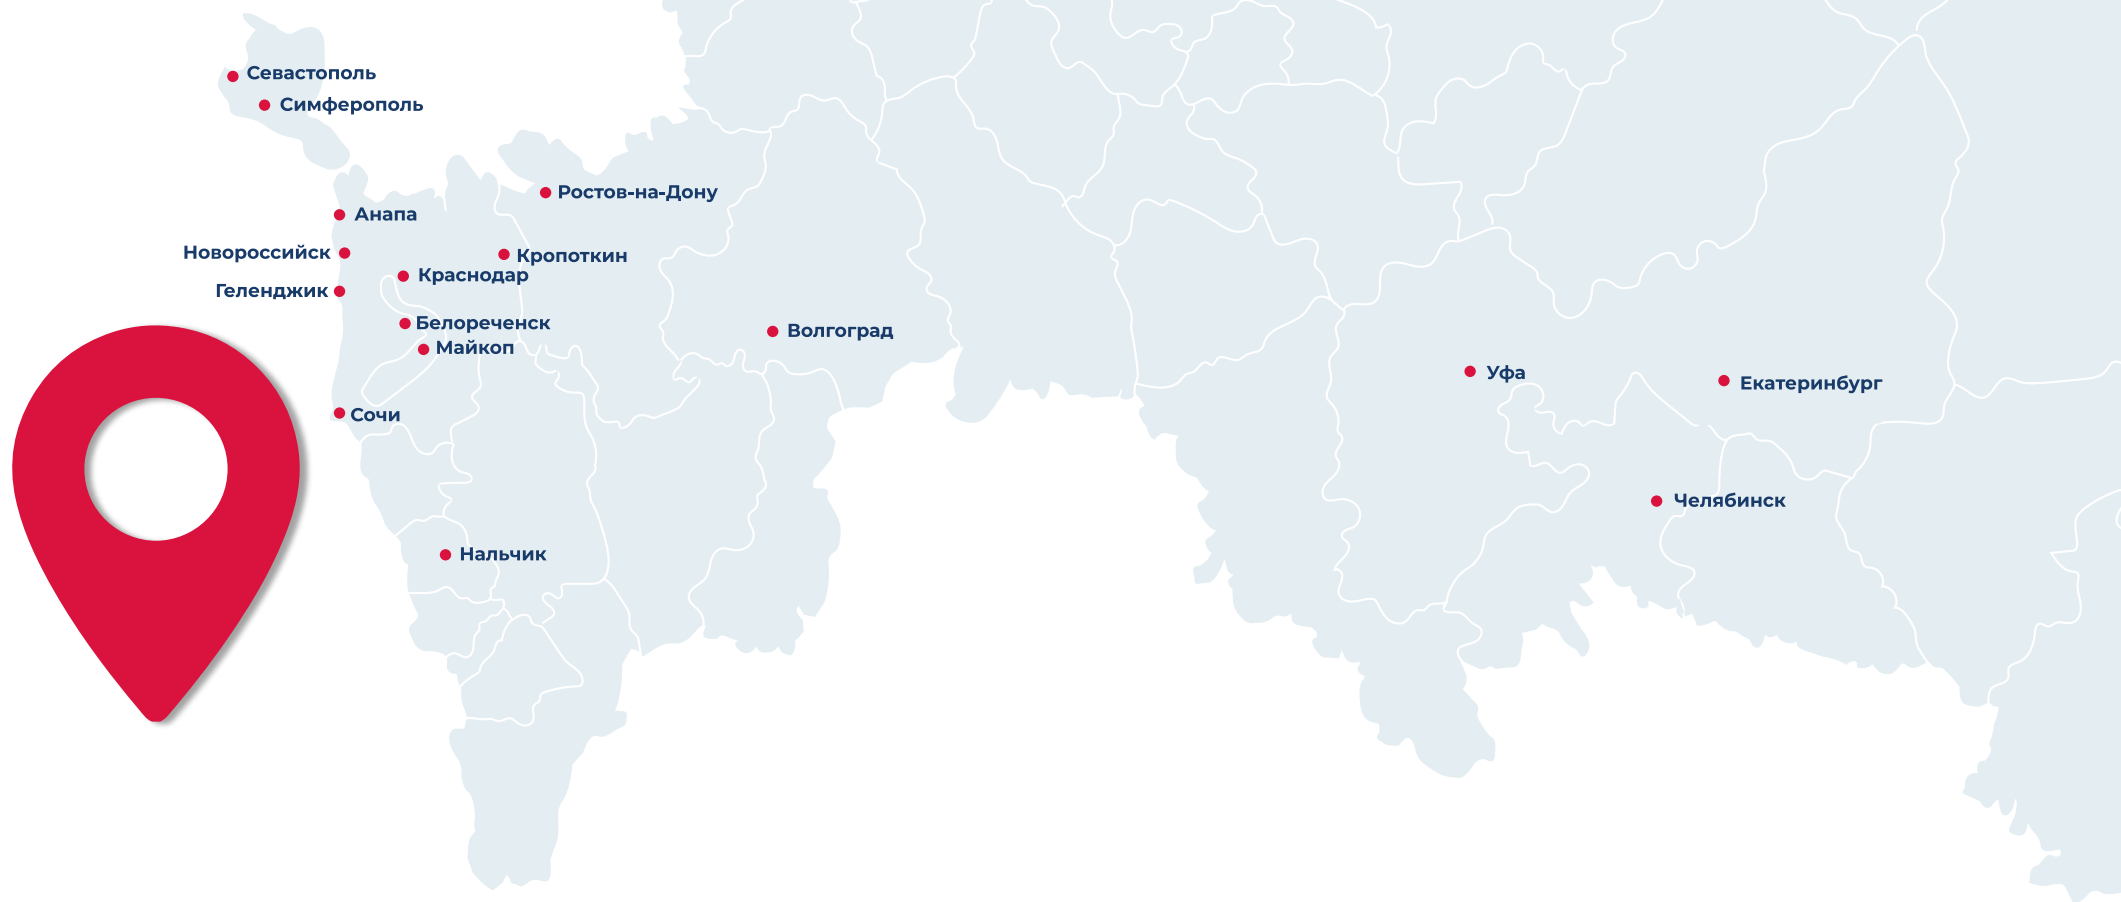 Севастополь
Симферополь
Ростов-на-Дону
Анапа
Новороссийск
Кропоткин
Краснодар
Геленджик
Белореченск
Волгоград
Майкоп
Уфа
Екатеринбург
Сочи
Челябинск
Нальчик